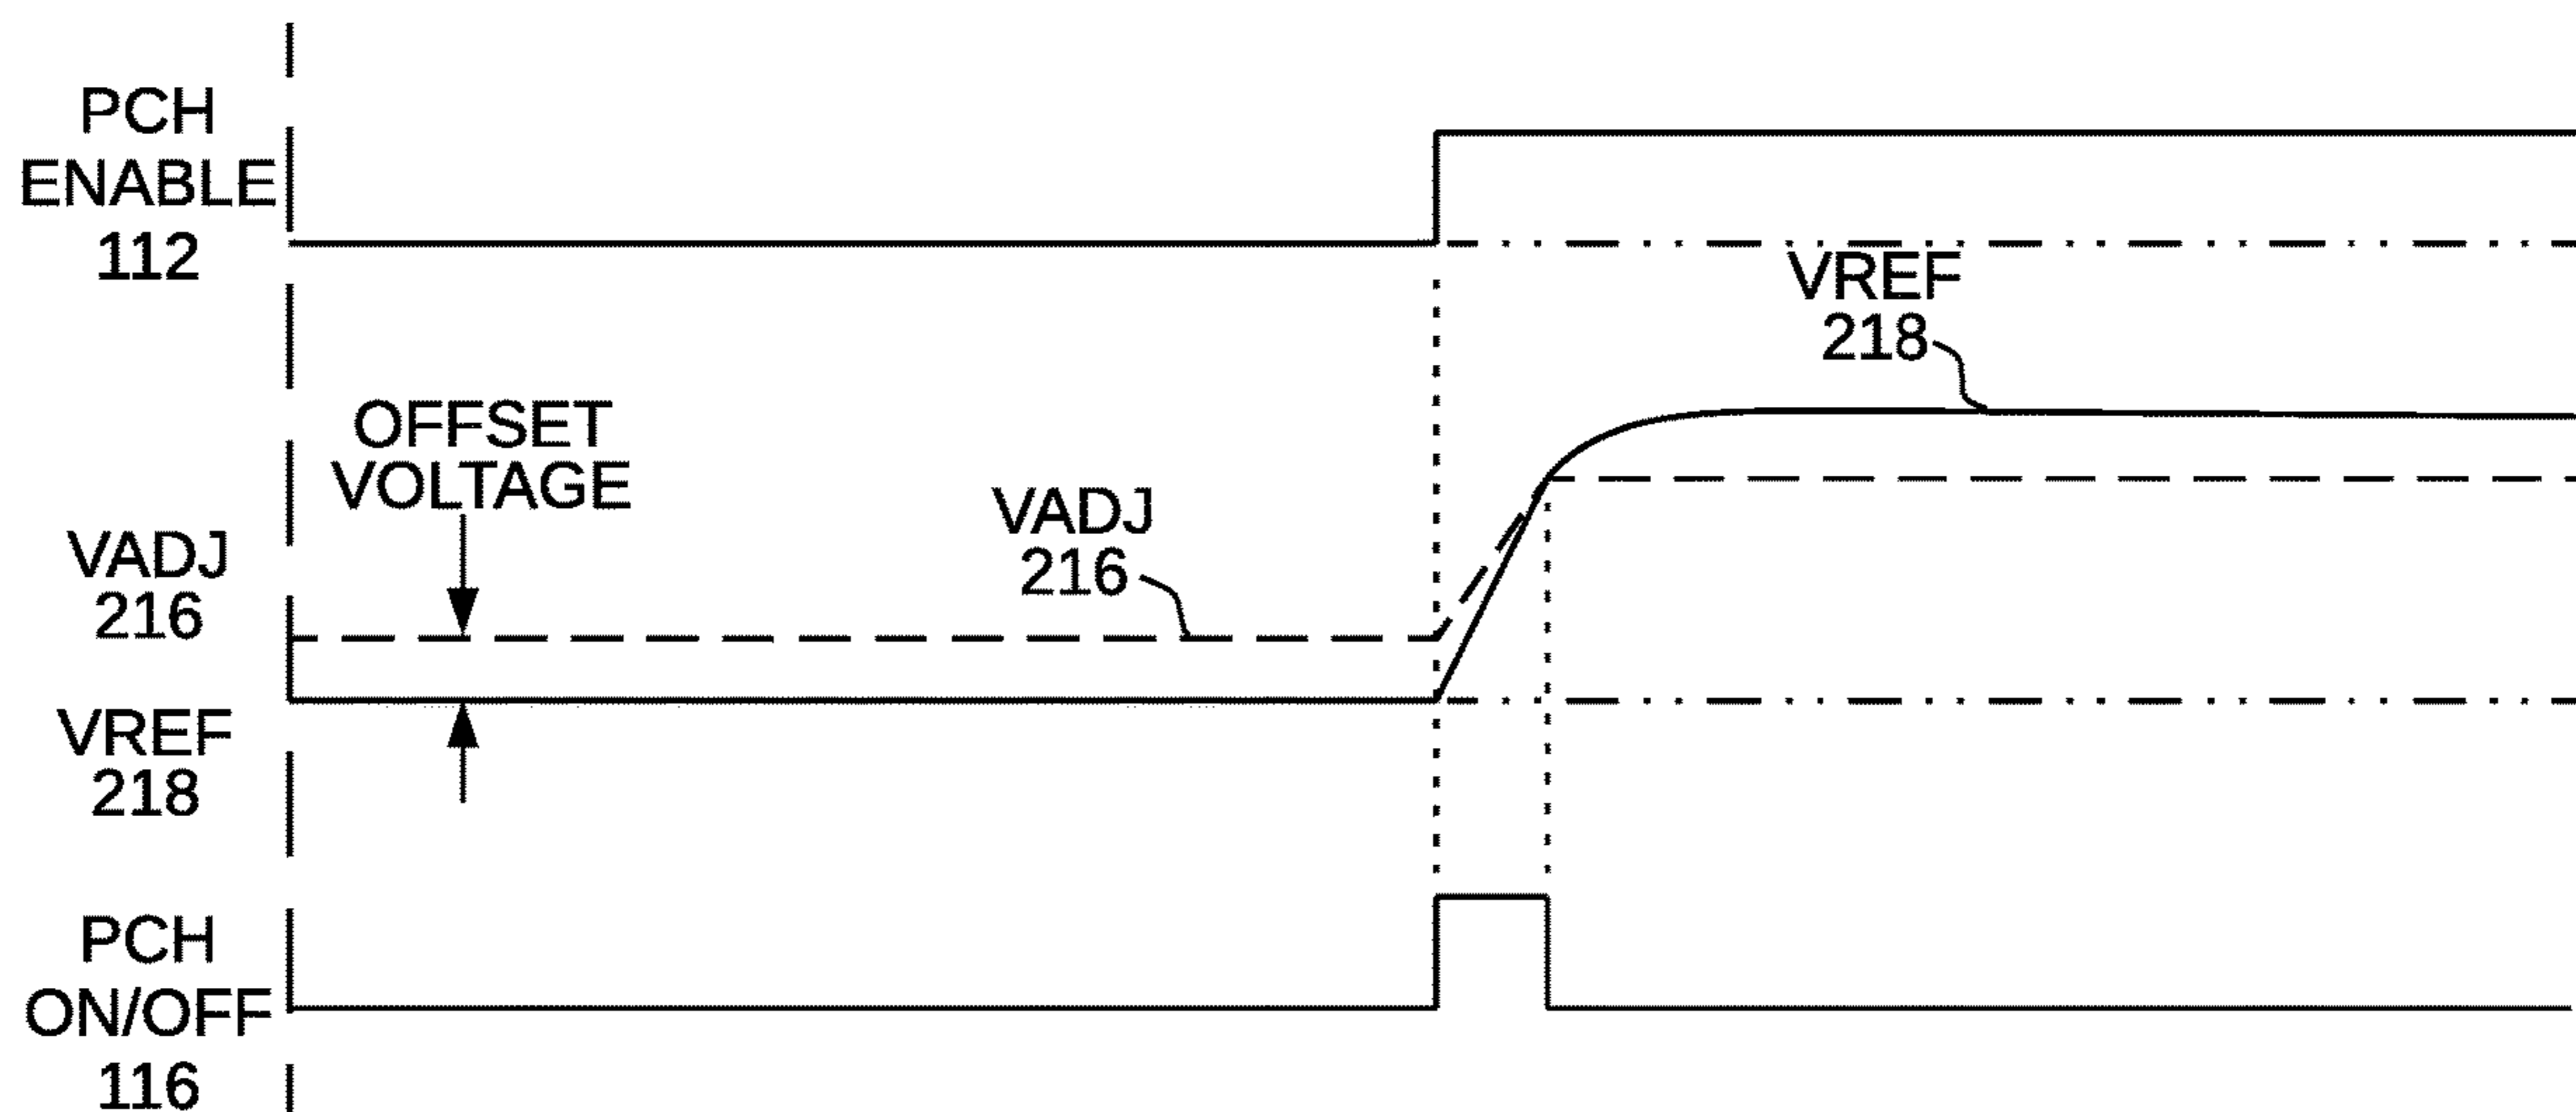 PCH
ENABLE
112
VREF
218
OFFSET
VOLTAGE
VADJ
216
VADJ
216
VREF
218
PCH
ON/OFF
116